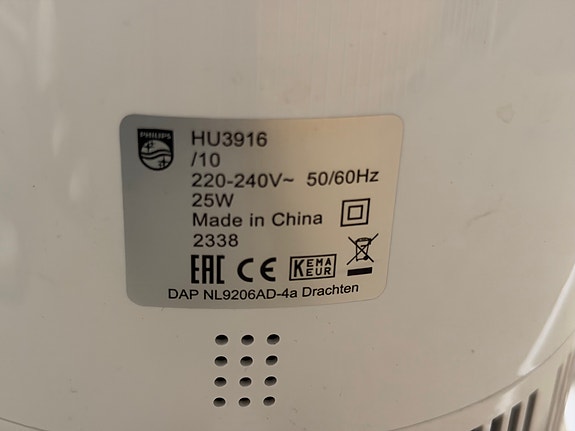 PHILIPS
HU3916
/10
220-240V~ 50/60Hz
25W
Made in China
2338
EAC CE KEMA
KEUR
DAP NL9206AD-4a Drachten